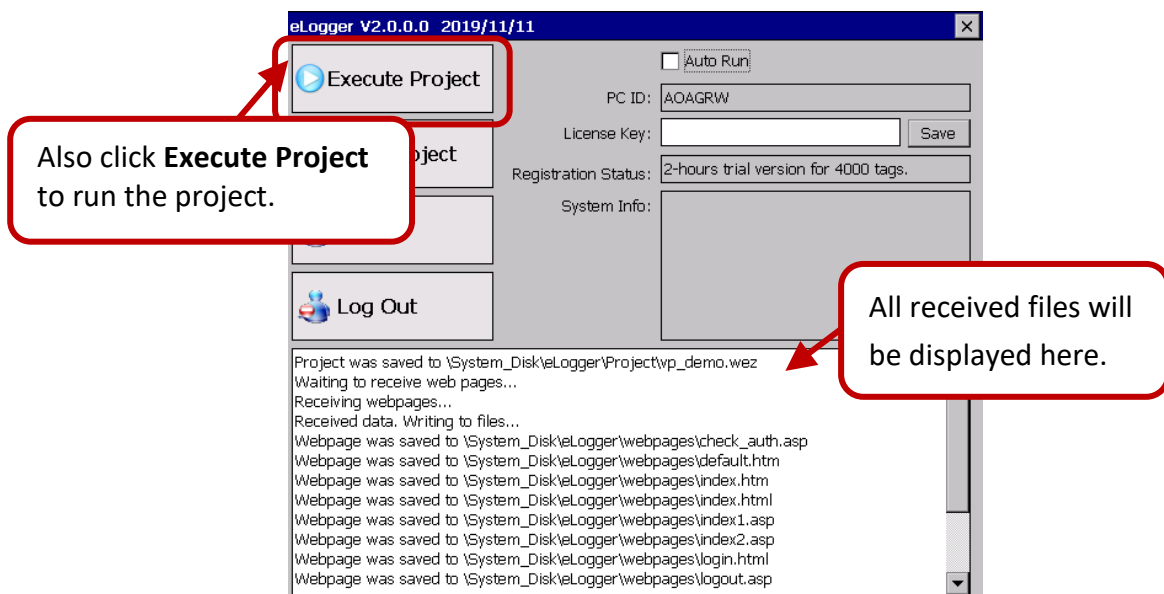 eLogger V2.0.0.0 2019/11/11
Execute Project
Auto Run
PC ID: AOAGRW
License Key:
Save
Also click Execute Project
to run the project.
oject
Registration Status: 2-hours trial version for 4000 tags.
System Info:
Log Out
All received files will
be displayed here.
Project was saved to \System_Disk\eLogger\Project\vp_demo.wez
Waiting to receive web pages...
Receiving webpages...
Received data. Writing to files...
Webpage was saved to \System_Disk\eLogger\webpages\check_auth.asp
Webpage was saved to \System_Disk\eLogger\webpages\default.htm
Webpage was saved to \System_Disk\eLogger\webpages\index.htm
Webpage was saved to \System_Disk\eLogger\webpages\index.html
Webpage was saved to \System_Disk\eLogger\webpages\index1.asp
Webpage was saved to \System_Disk\eLogger\webpages\index2.asp
Webpage was saved to \System_Disk\eLogger\webpages\login.html
Webpage was saved to \System_Disk\eLogger\webpages\logout.asp